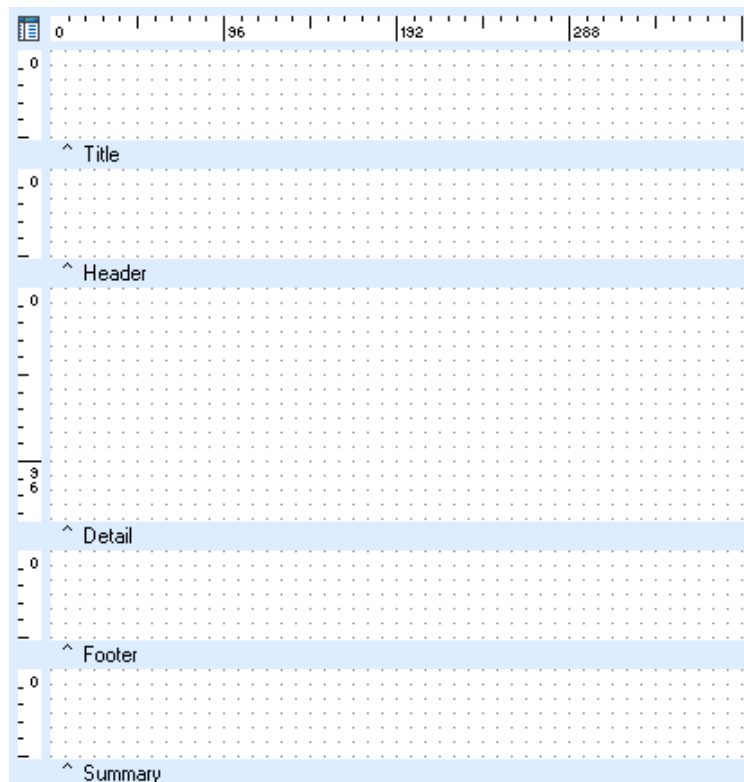 0 96 192 288
0
^ Title
0
^ Header
0
96
^ Detail
0
^ Footer
0
^ Summary